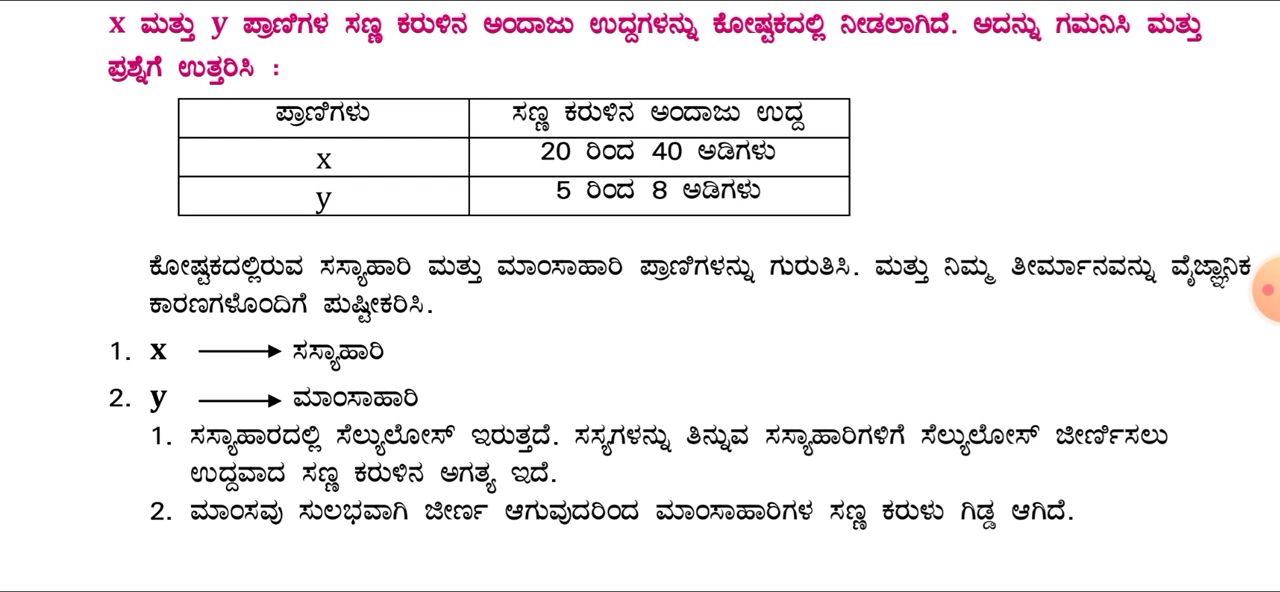 x ಮತ್ತು y ಪ್ರಾಣಿಗಳ ಸಣ್ಣ ಕರುಳಿನ ಅಂದಾಜು ಉದ್ದಗಳನ್ನು ಕೋಷ್ಟಕದಲ್ಲಿ ನೀಡಲಾಗಿದೆ. ಅದನ್ನು ಗಮನಿಸಿ ಮತ್ತು
ಪ್ರಶ್ನೆಗೆ ಉತ್ತರಿಸಿ :
ಪ್ರಾಣಿಗಳು ಸಣ್ಣ ಕರುಳಿನ ಅಂದಾಜು ಉದ್ದ
x 20 ರಿಂದ 40 ಅಡಿಗಳು
y 5 ರಿಂದ 8 ಅಡಿಗಳು
ಕೋಷ್ಟಕದಲ್ಲಿರುವ ಸಸ್ಯಾಹಾರಿ ಮತ್ತು ಮಾಂಸಾಹಾರಿ ಪ್ರಾಣಿಗಳನ್ನು ಗುರುತಿಸಿ. ಮತ್ತು ನಿಮ್ಮ ತೀರ್ಮಾನವನ್ನು ವೈಜ್ಞಾನಿಕ
ಕಾರಣಗಳೊಂದಿಗೆ ಪುಷ್ಟೀಕರಿಸಿ.
1. x ⟶ ಸಸ್ಯಾಹಾರಿ
2. y ⟶ ಮಾಂಸಾಹಾರಿ
1. ಸಸ್ಯಾಹಾರದಲ್ಲಿ ಸೆಲ್ಯುಲೋಸ್ ಇರುತ್ತದೆ. ಸಸ್ಯಗಳನ್ನು ತಿನ್ನುವ ಸಸ್ಯಾಹಾರಿಗಳಿಗೆ ಸೆಲ್ಯುಲೋಸ್ ಜೀರ್ಣಿಸಲು
ಉದ್ದವಾದ ಸಣ್ಣ ಕರುಳಿನ ಅಗತ್ಯ ಇದೆ.
2. ಮಾಂಸವು ಸುಲಭವಾಗಿ ಜೀರ್ಣ ಆಗುವುದರಿಂದ ಮಾಂಸಾಹಾರಿಗಳ ಸಣ್ಣ ಕರುಳು ಗಿಡ್ಡ ಆಗಿದೆ.